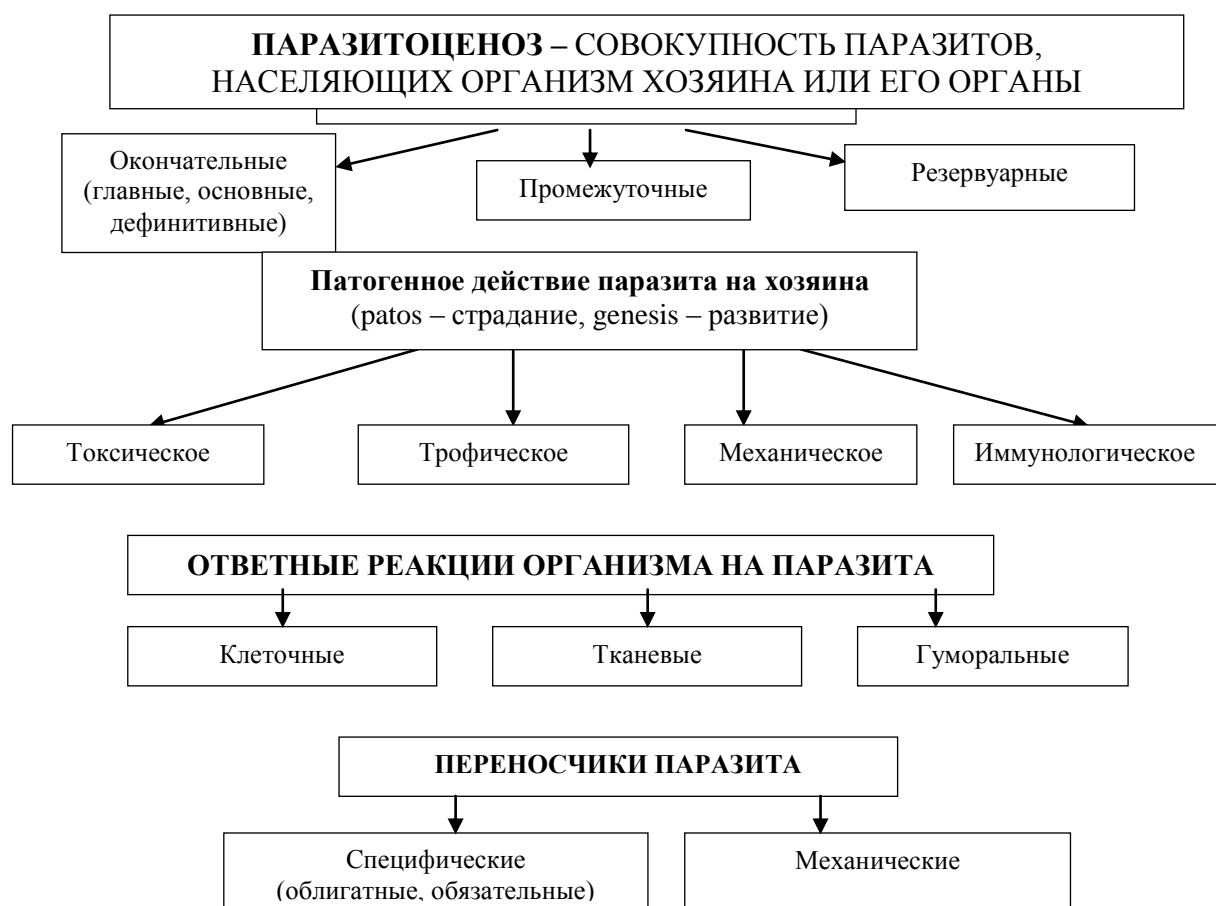 ПАРАЗИТОЦЕНОЗ – СОВОКУПНОСТЬ ПАРАЗИТОВ,
НАСЕЛЯЮЩИХ ОРГАНИЗМ ХОЗЯИНА ИЛИ ЕГО ОРГАНЫ
Окончательные
(главные, основные,
дефинитивные)
Промежуточные
Резервуарные
Патогенное действие паразита на хозяина
(patos – страдание, genesis – развитие)
Токсическое
Трофическое
Механическое
Иммунологическое
ОТВЕТНЫЕ РЕАКЦИИ ОРГАНИЗМА НА ПАРАЗИТА
Клеточные
Тканевые
Гуморальные
ПЕРЕНОСЧИКИ ПАРАЗИТА
Специфические
(облигатные, обязательные)
Механические